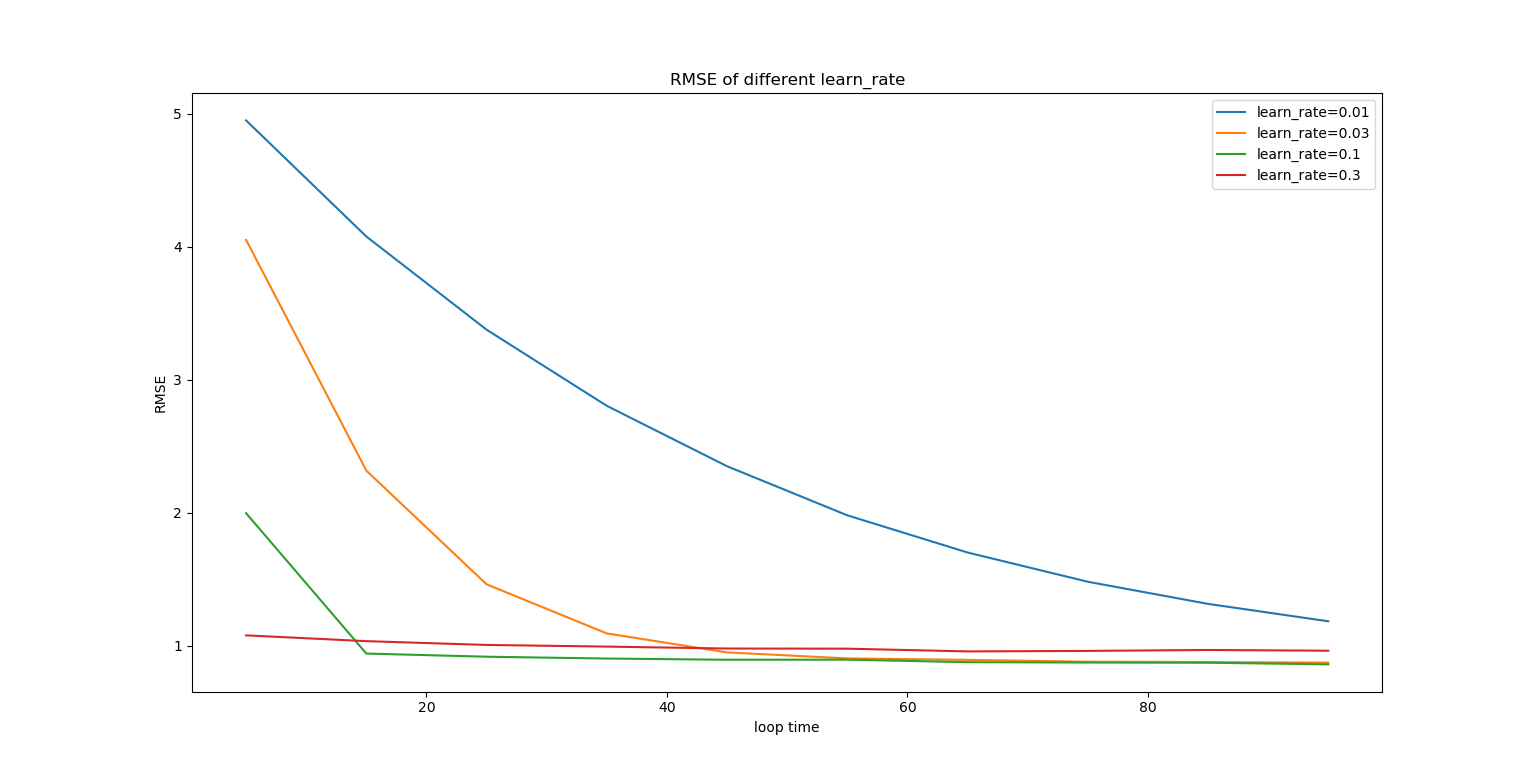 RMSE of different learn_rate
learn_rate=0.01
learn_rate=0.03
learn_rate=0.1
learn_rate=0.3
5
4
3
2
1
RMSE
20
40
60
80
loop time